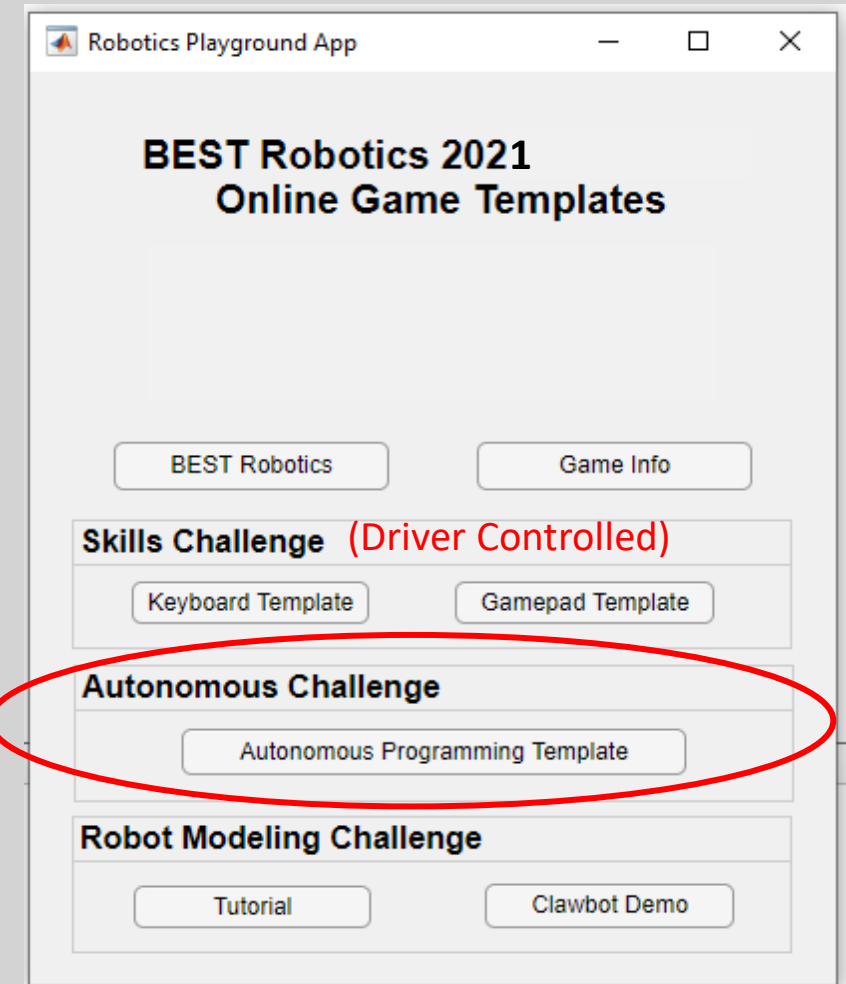 Robotics Playground App
BEST Robotics 2021
Online Game Templates
BEST Robotics
Game Info
Skills Challenge (Driver Controlled)
Keyboard Template
Gamepad Template
Autonomous Challenge
Autonomous Programming Template
Robot Modeling Challenge
Tutorial
Clawbot Demo